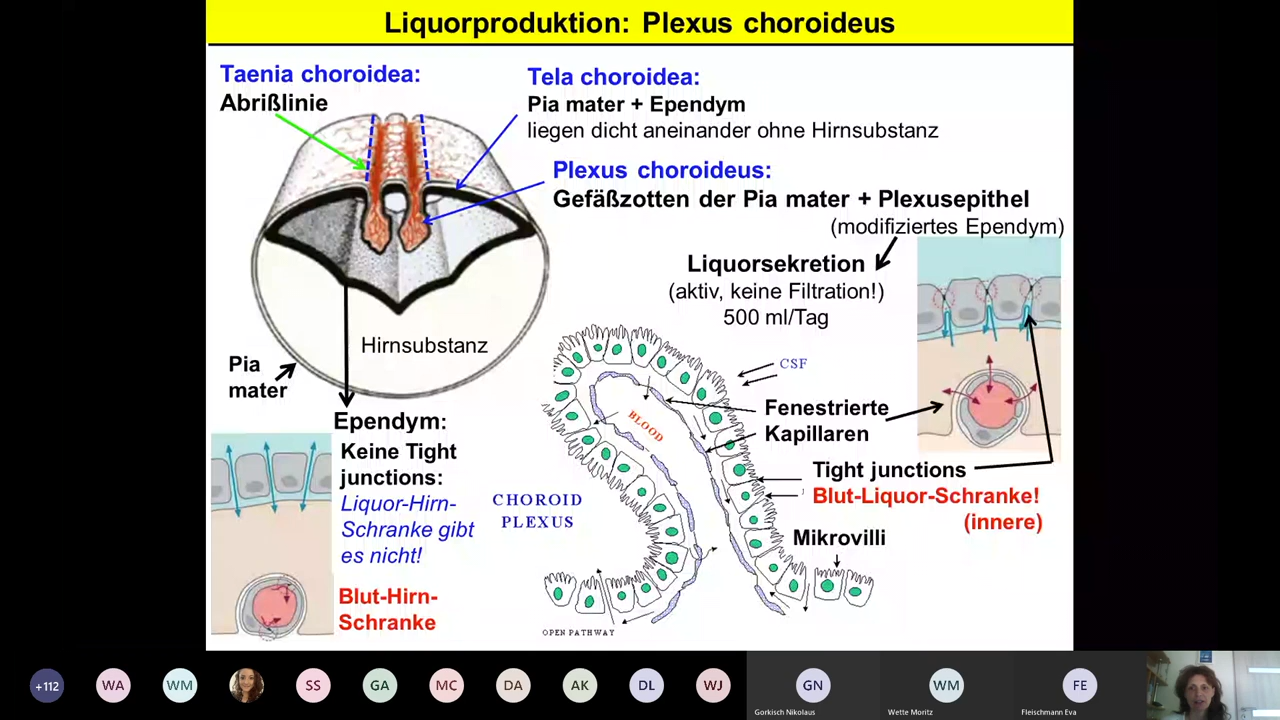 Liquorproduktion: Plexus choroideus
Taenia choroidea:
Abrißlinie
Tela choroidea:
Pia mater + Ependym
liegen dicht aneinander ohne Hirnsubstanz
Plexus choroideus:
Gefäßzotten der Pia mater + Plexusepithel
(modifiziertes Ependym)
Liquorsekretion
(aktiv, keine Filtration!)
500 ml/Tag
Hirnsubstanz
Pia
mater
Ependym:
Keine Tight
junctions:
Liquor-Hirn-
Schranke gibt
es nicht!
Blut-Hirn-
Schranke
CSF
BLOOD
CHOROID
PLEXUS
OPEN PATHWAY
Fenestrierte
Kapillaren
Tight junctions
Blut-Liquor-Schranke!
(innere)
Mikrovilli
+112
WA
WM
SS
GA
MC
DA
AK
DL
WJ
GN
Gorkisch Nikolaus
WM
Wette Moritz
FE
Fleischmann Eva